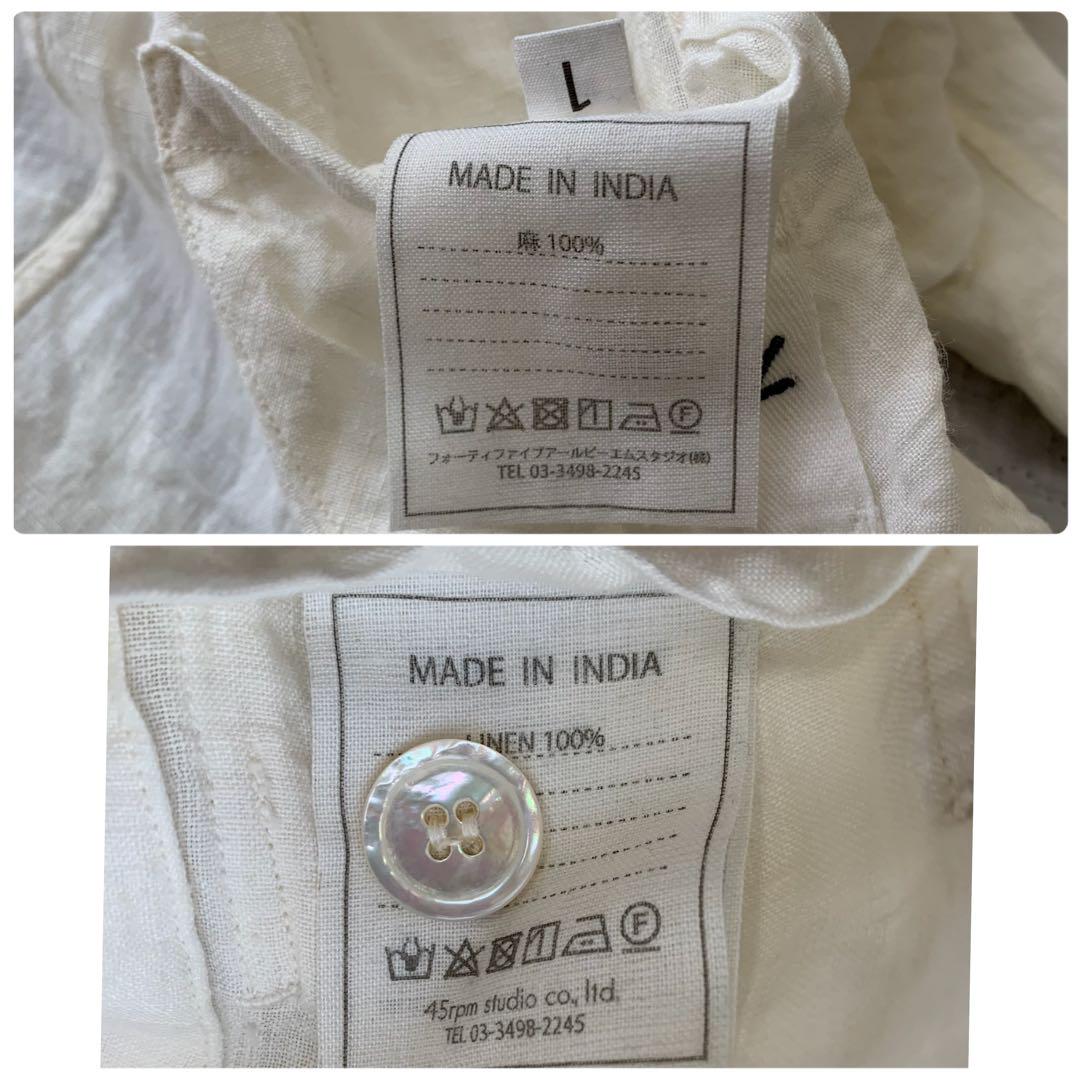 MADE IN INDIA
麻 100%
F
フォーティファイブアールピーエムスタジオ(株)
TEL 03-3498-2245
MADE IN INDIA
LINEN 100%
F
45rpm studio co., ltd.
TEL 03-3498-2245